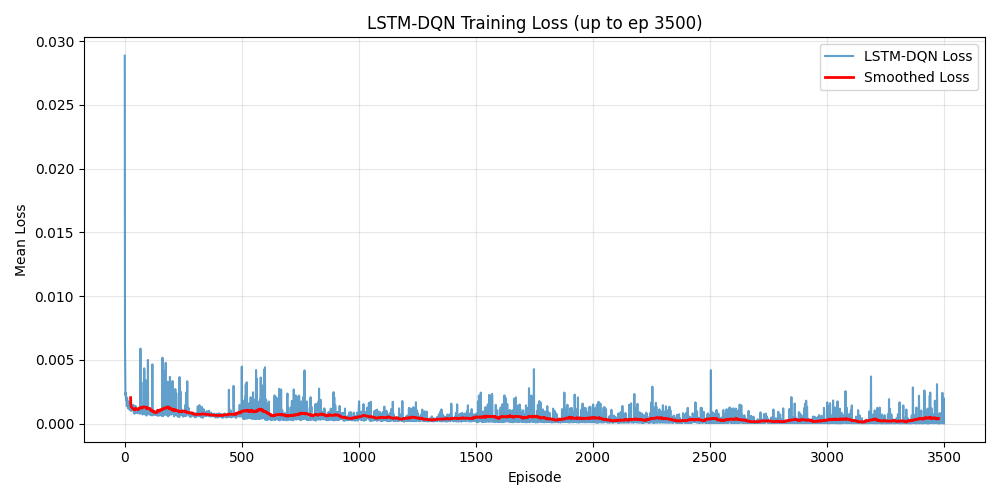 LSTM-DQN Training Loss (up to ep 3500)
0.030
0.025
0.020
0.015
0.010
0.005
0.000
Mean Loss
LSTM-DQN Loss
Smoothed Loss
0 500 1000 1500 2000 2500 3000 3500
Episode